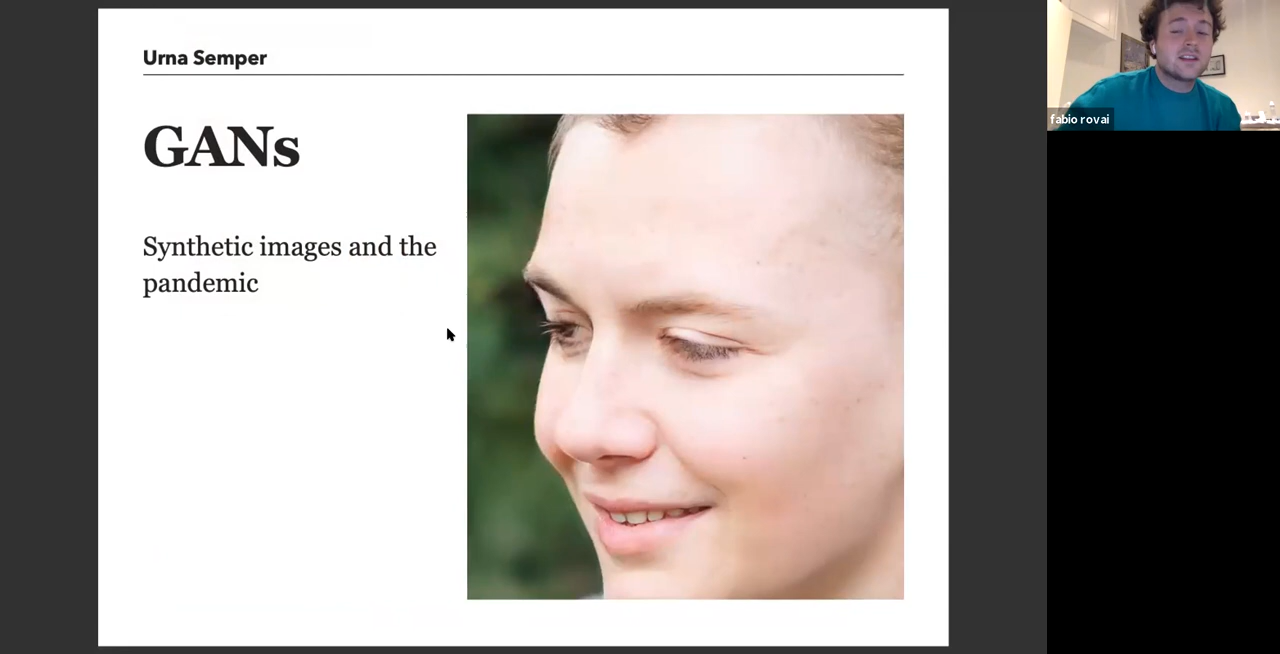 Urna Semper
GANs
Synthetic images and the
pandemic
fabio rovai